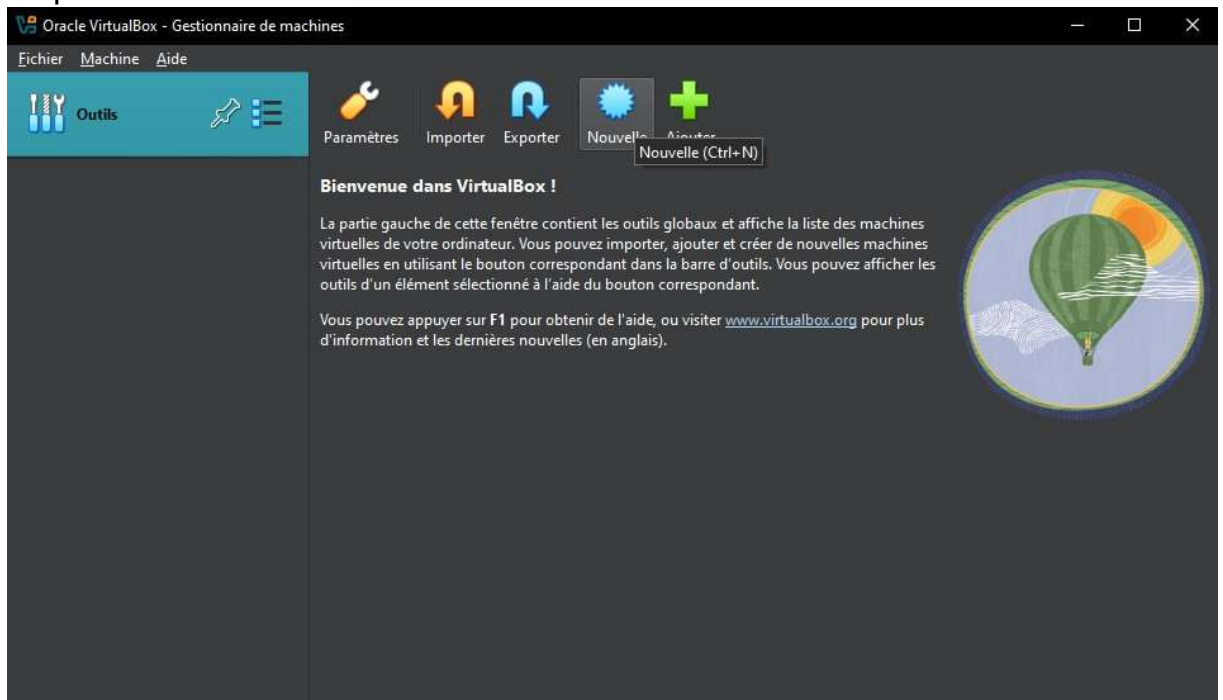 Oracle VirtualBox - Gestionnaire de machines
Fichier Machine Aide
Outils
Paramètres Importer Exporter Nouvelle Ajouter
Nouvelle (Ctrl+N)
Bienvenue dans VirtualBox !
La partie gauche de cette fenêtre contient les outils globaux et affiche la liste des machines
virtuelles de votre ordinateur. Vous pouvez importer, ajouter et créer de nouvelles machines
virtuelles en utilisant le bouton correspondant dans la barre d'outils. Vous pouvez afficher les
outils d'un élément sélectionné à l'aide du bouton correspondant.
Vous pouvez appuyer sur F1 pour obtenir de l'aide, ou visiter www.virtualbox.org pour plus
d'information et les dernières nouvelles (en anglais).